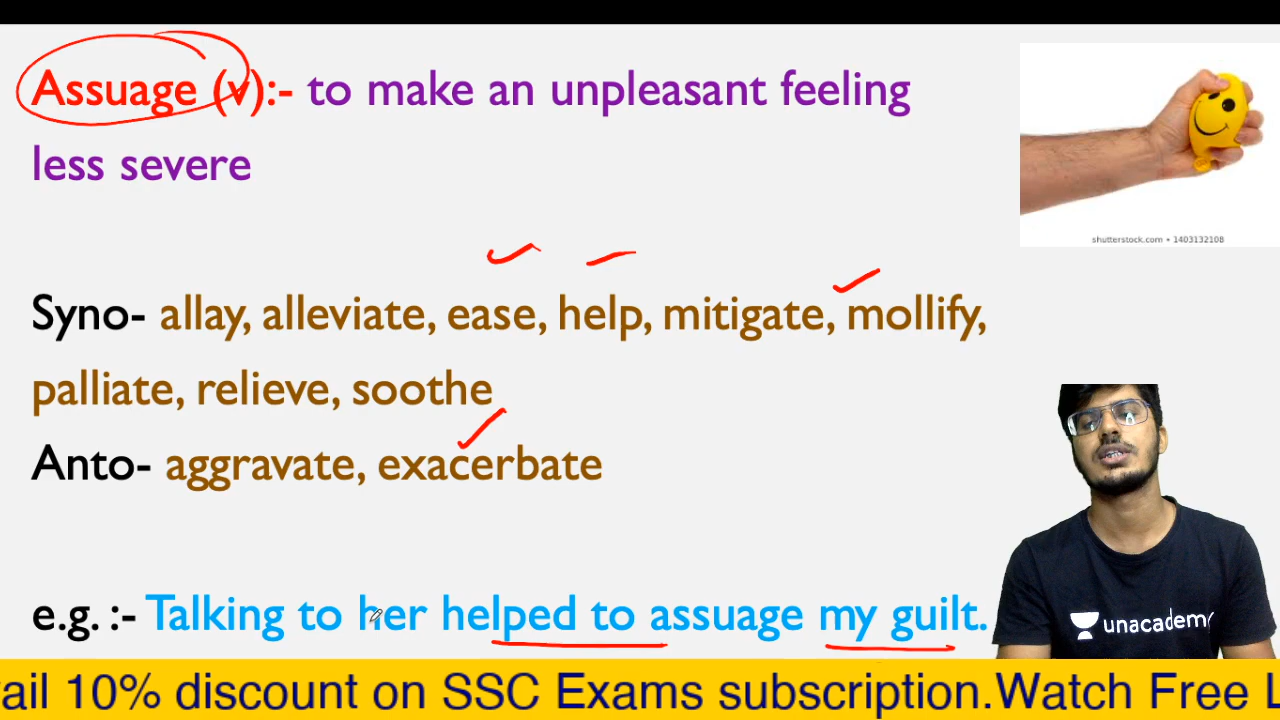 Assuage (v):- to make an unpleasant feeling
less severe
shutterstock.com • 1403132108
Syno- allay, alleviate, ease, help, mitigate, mollify,
palliate, relieve, soothe
Anto- aggravate, exacerbate
e.g. :- Talking to her helped to assuage my guilt.
unacademy
ail 10% discount on SSC Exams subscription.Watch Free L